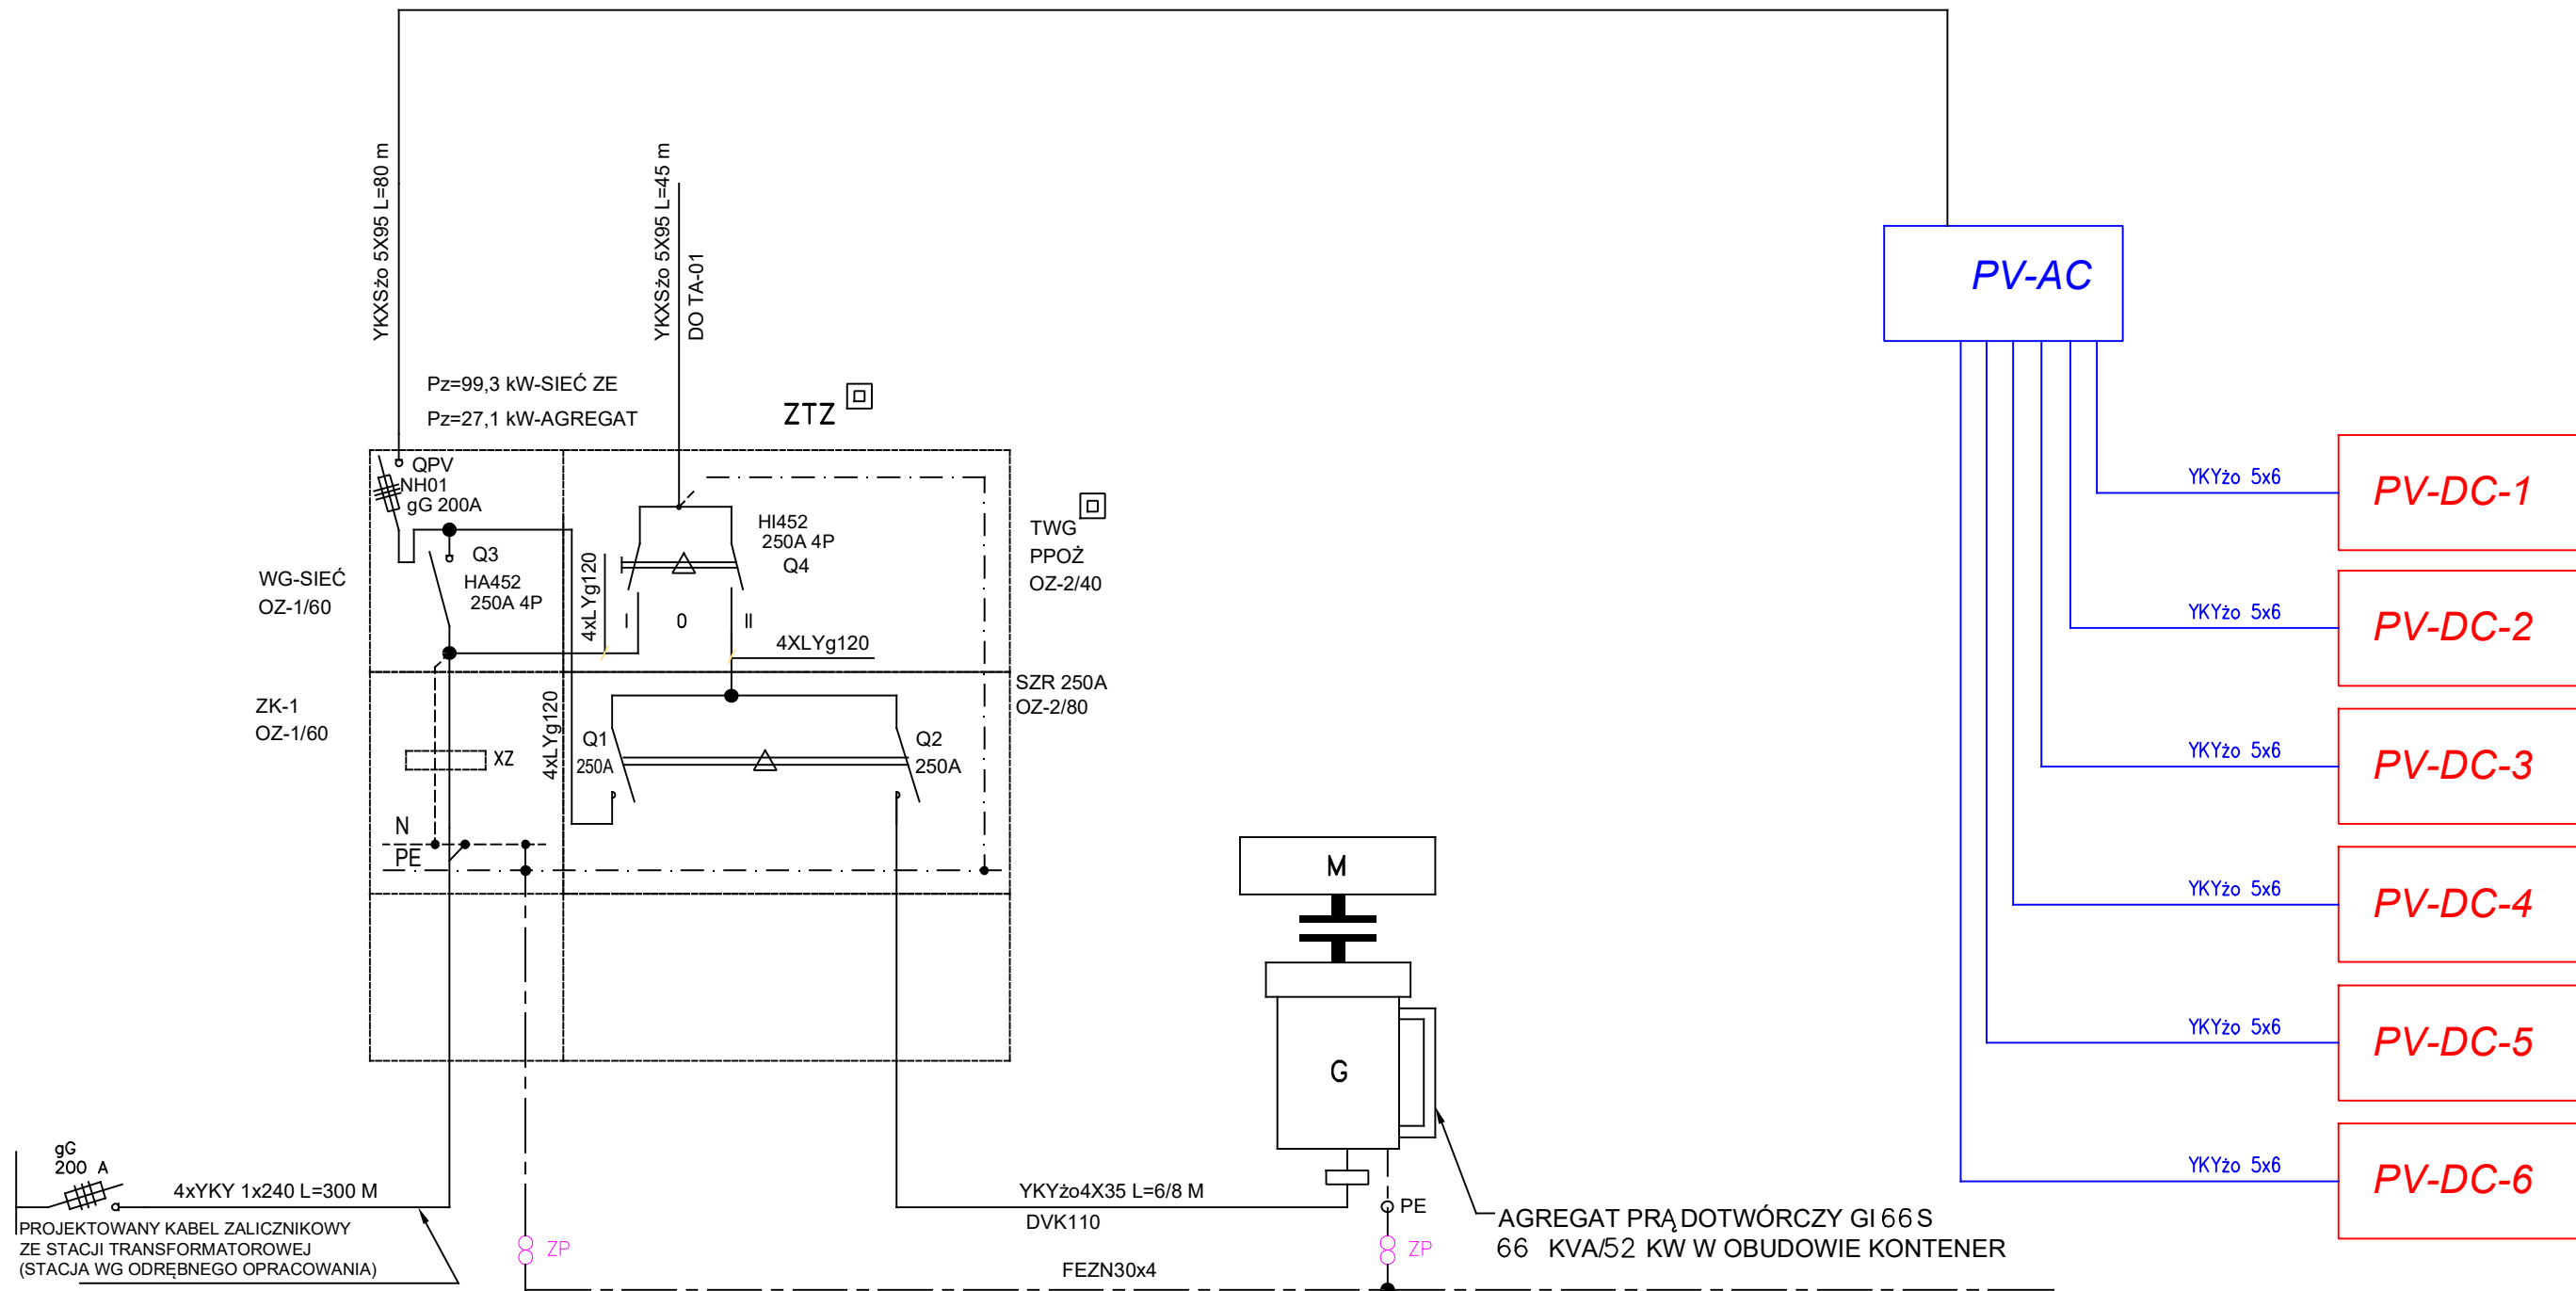 YKXSżo 5X95 L=80 m
YKXSżo 5X95 L=45 m
DO TA-01
PV-AC
Pz=99,3 kW-SIEĆ ZE
Pz=27,1 kW-AGREGAT
ZTZ
QPV
NH01
gG 200A
Q3
HA452
250A 4P
WG-SIEĆ
OZ-1/60
4xLYg120
HI452
250A 4P
Q4
I 0 II
4XLYg120
TWG
PPOŻ
OZ-2/40
ZK-1
OZ-1/60
XZ
4xLYg120
Q1
250A
Q2
250A
SZR 250A
OZ-2/80
N
PE
M
G
gG
200 A
4xYKY 1x240 L=300 M
PROJEKTOWANY KABEL ZALICZNIKOWY
ZE STACJI TRANSFORMATOROWEJ
(STACJA WG ODRĘBNEGO OPRACOWANIA)
ZP
YKYżo4X35 L=6/8 M
DVK110
PE
ZP
FEZN30x4
AGREGAT PRĄDOTWÓRCZY GI 66 S
66 KVA/52 KW W OBUDOWIE KONTENER
YKYżo 5x6
PV-DC-1
YKYżo 5x6
PV-DC-2
YKYżo 5x6
PV-DC-3
YKYżo 5x6
PV-DC-4
YKYżo 5x6
PV-DC-5
YKYżo 5x6
PV-DC-6